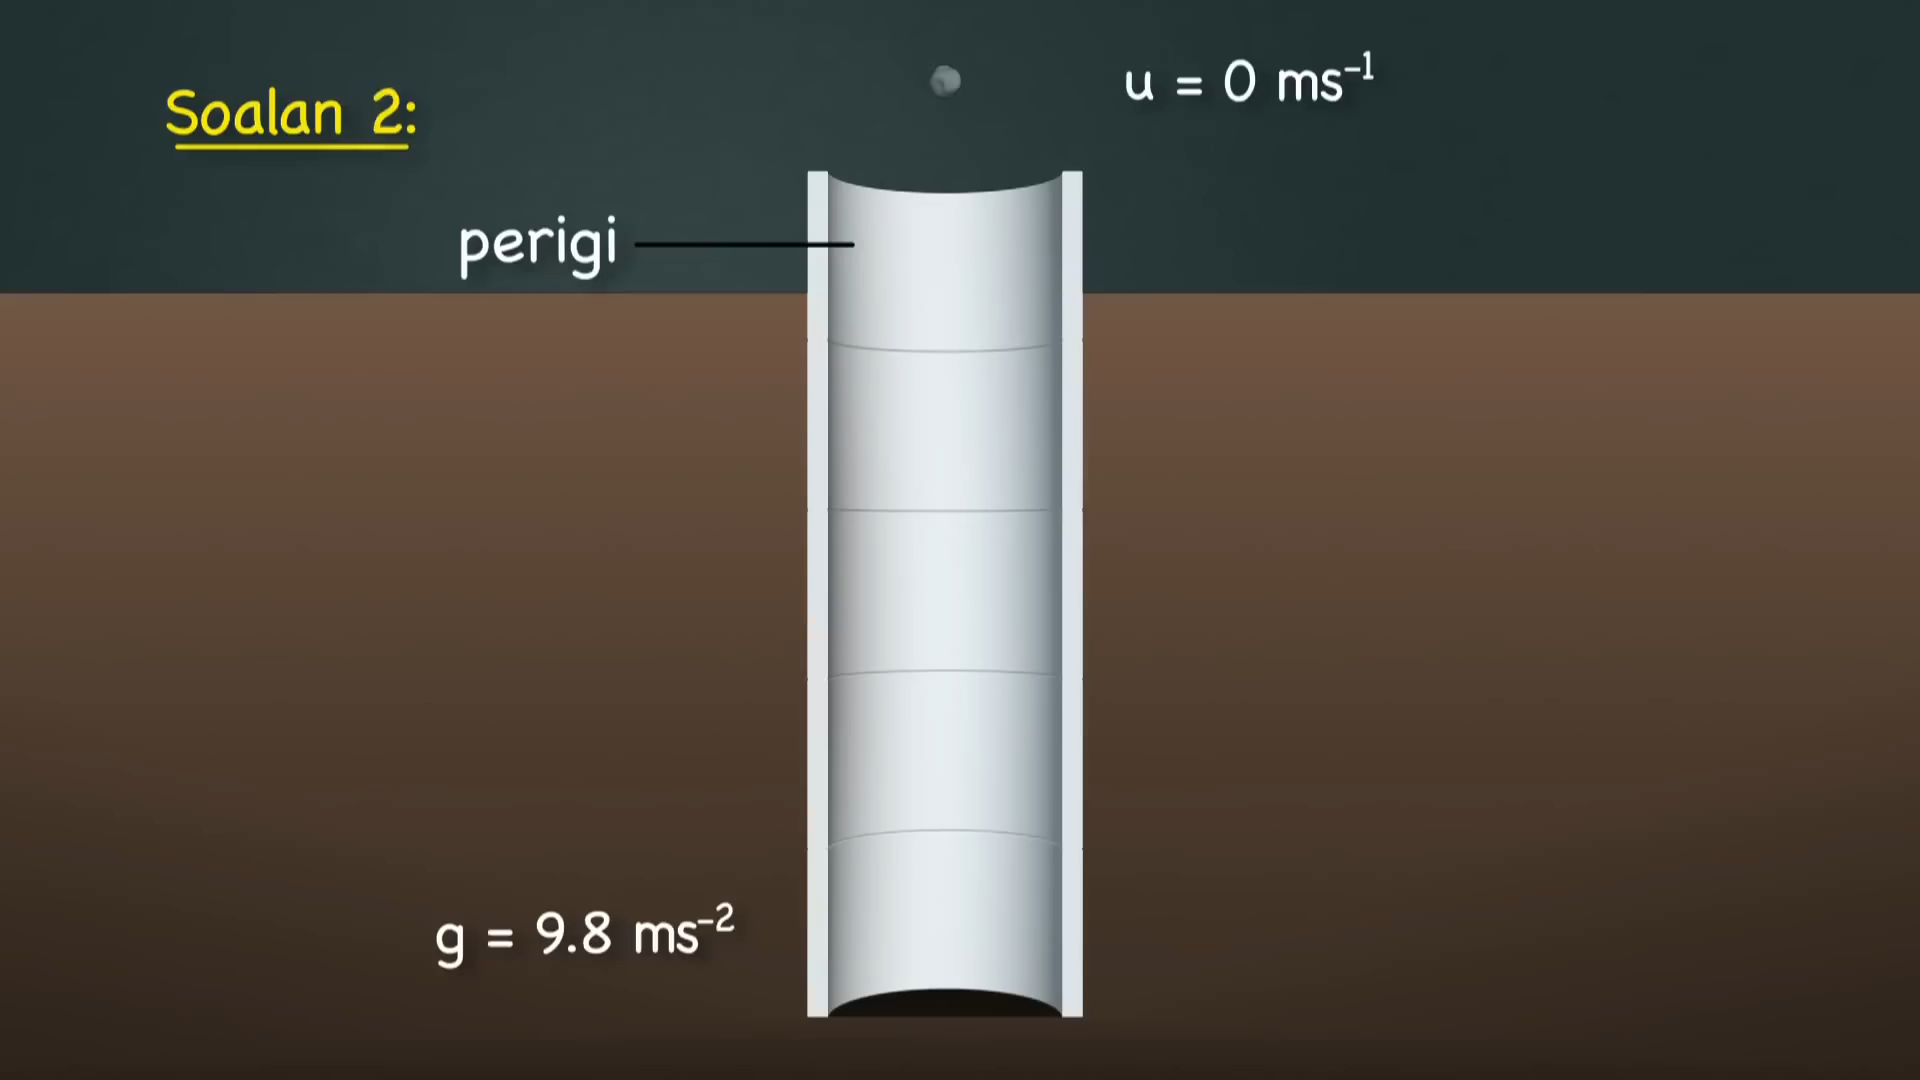 Soalan 2:
u = 0 ms⁻¹
perigi
g = 9.8 ms⁻²